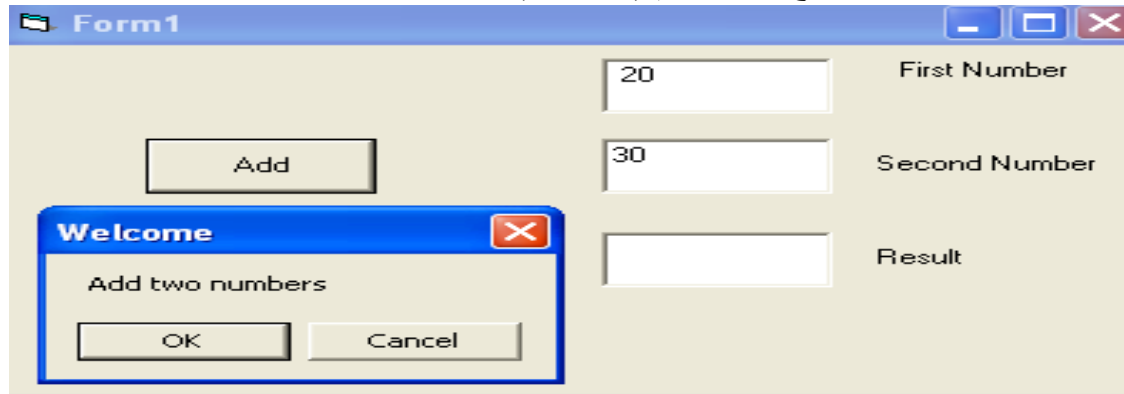 Form1
20 First Number
Add 30 Second Number
Welcome
Add two numbers
OK Cancel
Result